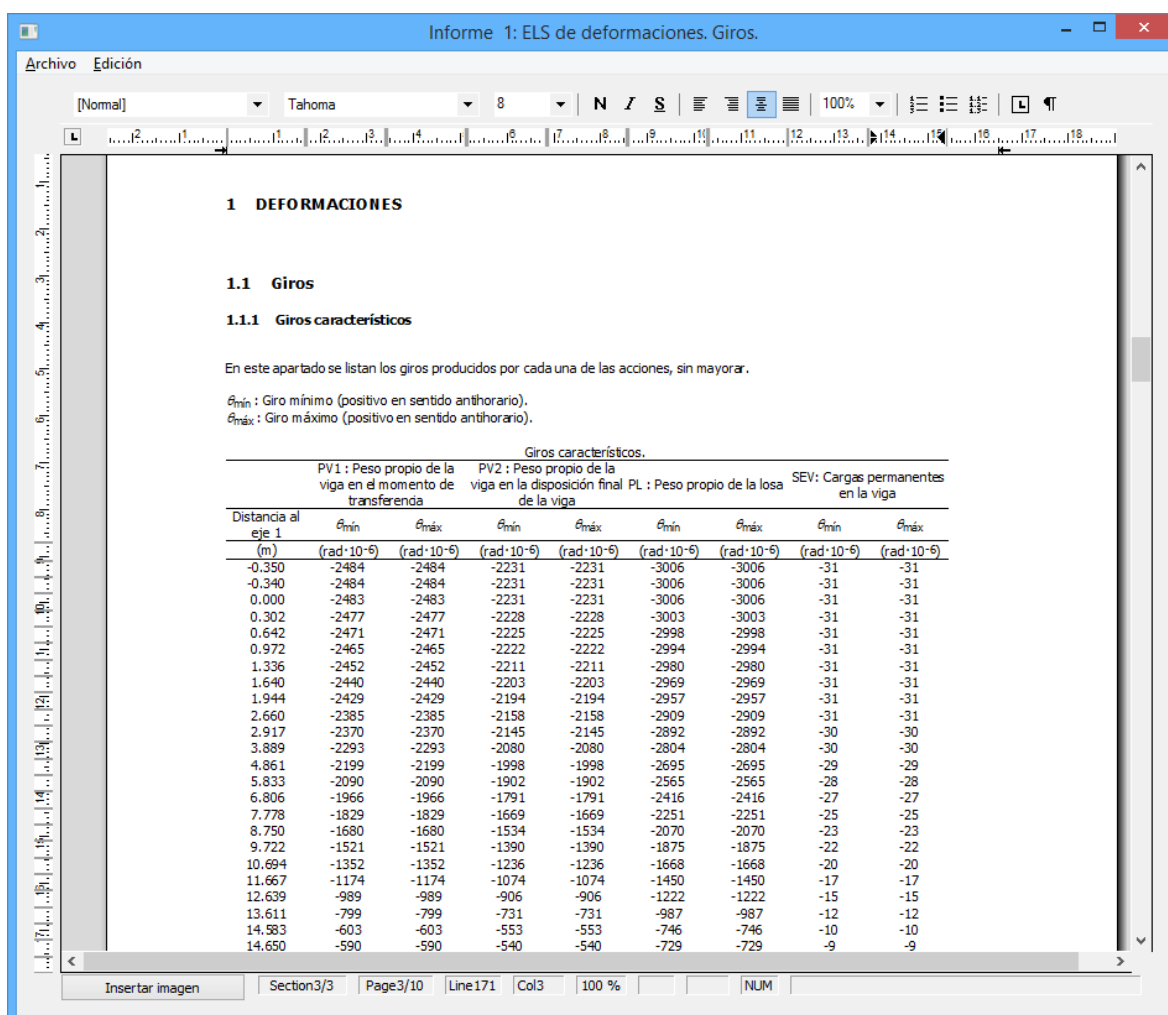 Informe 1: ELS de deformaciones. Giros.
Archivo Edición
[Normal] Tahoma 8 N I S 100%
1 DEFORMACIONES
1.1 Giros
1.1.1 Giros característicos
En este apartado se listan los giros producidos por cada una de las acciones, sin mayorar.
θmín : Giro mínimo (positivo en sentido antihorario).
θmáx : Giro máximo (positivo en sentido antihorario).
Giros característicos.
PV1 : Peso propio de la viga en el momento de transferencia PV2 : Peso propio de la viga en la disposición final de la viga PL : Peso propio de la losa SEV: Cargas permanentes en la viga
Distancia al eje 1 θmín θmáx θmín θmáx θmín θmáx θmín θmáx
(m) (rad·10-6) (rad·10-6) (rad·10-6) (rad·10-6) (rad·10-6) (rad·10-6) (rad·10-6) (rad·10-6)
-0.350 -2484 -2484 -2231 -2231 -3006 -3006 -31 -31
-0.340 -2484 -2484 -2231 -2231 -3006 -3006 -31 -31
0.000 -2483 -2483 -2231 -2231 -3006 -3006 -31 -31
0.302 -2477 -2477 -2228 -2228 -3003 -3003 -31 -31
0.642 -2471 -2471 -2225 -2225 -2998 -2998 -31 -31
0.972 -2465 -2465 -2222 -2222 -2994 -2994 -31 -31
1.336 -2452 -2452 -2211 -2211 -2980 -2980 -31 -31
1.640 -2440 -2440 -2203 -2203 -2969 -2969 -31 -31
1.944 -2429 -2429 -2194 -2194 -2957 -2957 -31 -31
2.660 -2385 -2385 -2158 -2158 -2909 -2909 -31 -31
2.917 -2370 -2370 -2145 -2145 -2892 -2892 -30 -30
3.889 -2293 -2293 -2080 -2080 -2804 -2804 -30 -30
4.861 -2199 -2199 -1998 -1998 -2695 -2695 -29 -29
5.833 -2090 -2090 -1902 -1902 -2565 -2565 -28 -28
6.806 -1966 -1966 -1791 -1791 -2416 -2416 -27 -27
7.778 -1829 -1829 -1669 -1669 -2251 -2251 -25 -25
8.750 -1680 -1680 -1534 -1534 -2070 -2070 -23 -23
9.722 -1521 -1521 -1390 -1390 -1875 -1875 -22 -22
10.694 -1352 -1352 -1236 -1236 -1668 -1668 -20 -20
11.667 -1174 -1174 -1074 -1074 -1450 -1450 -17 -17
12.639 -989 -989 -906 -906 -1222 -1222 -15 -15
13.611 -799 -799 -731 -731 -987 -987 -12 -12
14.583 -603 -603 -553 -553 -746 -746 -10 -10
14.650 -590 -590 -540 -540 -729 -729 -9 -9
Insertar imagen Section3/3 Page3/10 Line171 Col3 100 % NUM